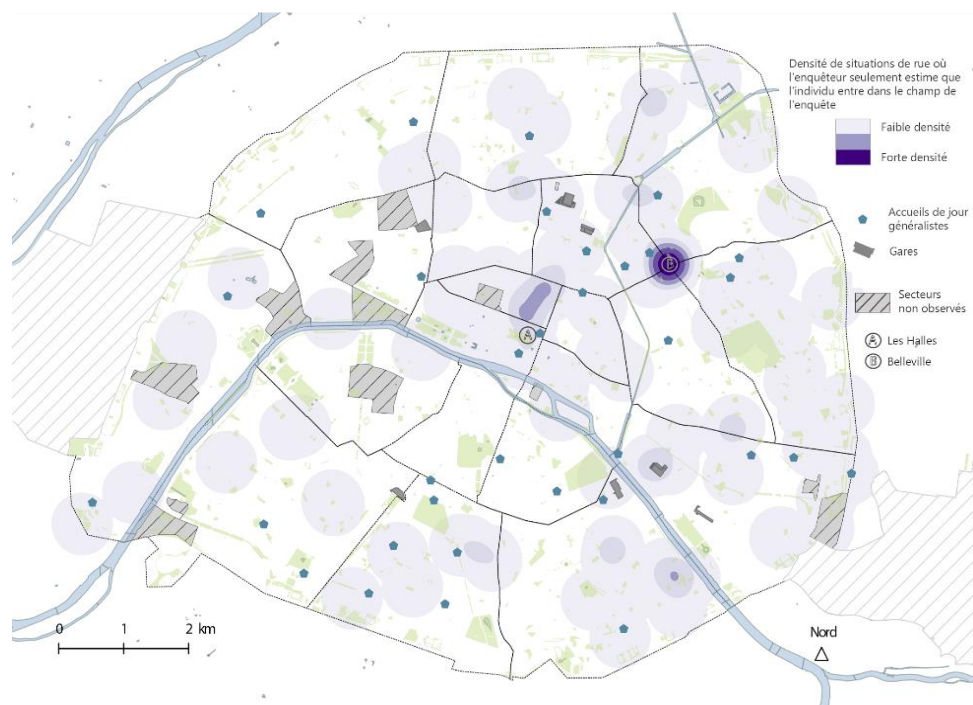 Densité de situations de rue où
l'enquêteur seulement estime que
l'individu entre dans le champ de
l'enquête
Faible densité
Forte densité
Accueils de jour
généralistes
Gares
Secteurs
non observés
A Les Halles
B Belleville
B
A
0 1 2 km
Nord